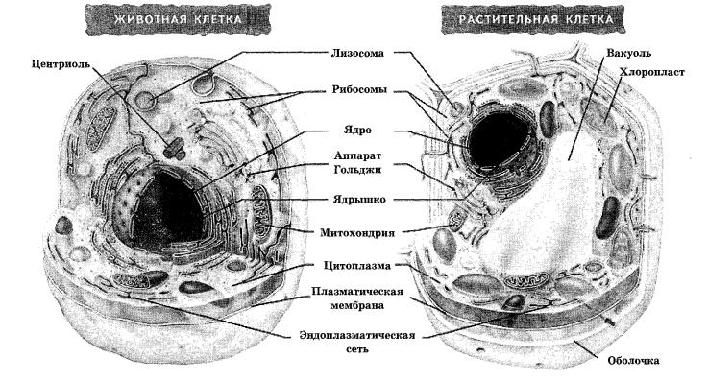 ЖИВОТНАЯ КЛЕТКА
РАСТИТЕЛЬНАЯ КЛЕТКА
Центриоль
Лизосома
Рибосомы
Ядро
Аппарат
Гольджи
Ядрышко
Митохондрия
Цитоплазма
Плазматическая
мембрана
Эндоплазматическая
сеть
Вакуоль
Хлоропласт
Оболочка